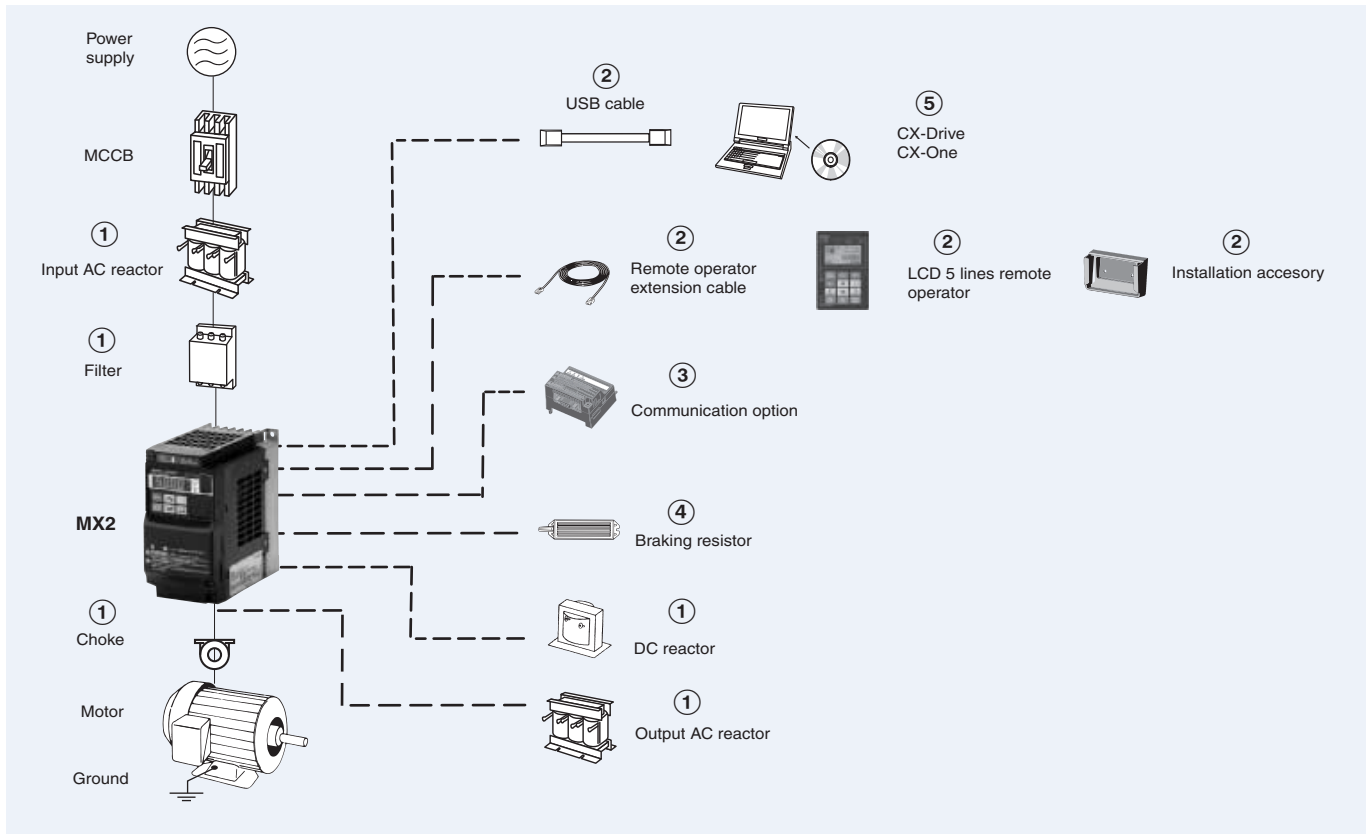 Power
supply
MCCB
①
Input AC reactor
①
Filter
MX2
①
Choke
Motor
Ground
②
USB cable
⑤
CX-Drive
CX-One
②
Remote operator
extension cable
②
LCD 5 lines remote
operator
②
Installation accesory
③
Communication option
④
Braking resistor
①
DC reactor
①
Output AC reactor